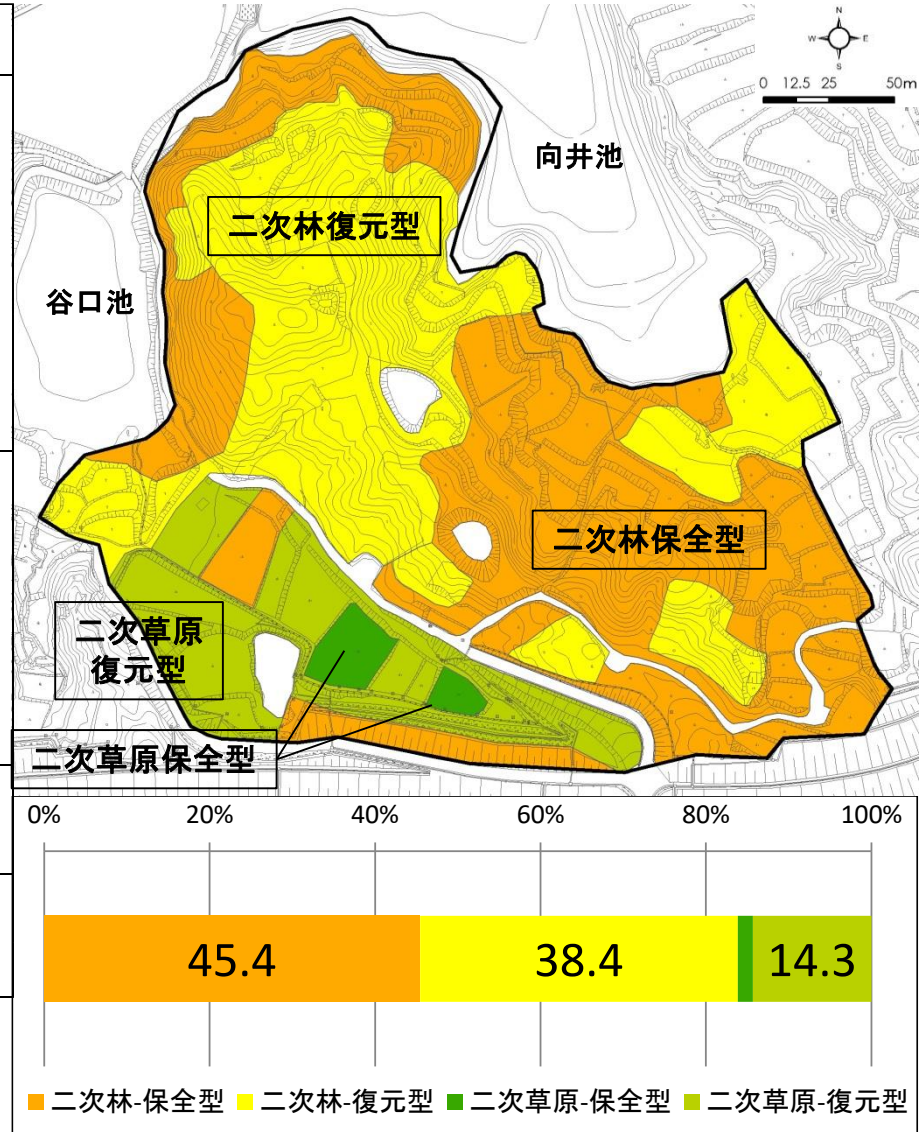 N
W E
S
0 12.5 25 50m
向井池
二次林復元型
谷口池
二次林保全型
二次草原
復元型
二次草原保全型
0% 20% 40% 60% 80% 100%
45.4 38.4 14.3
二次林-保全型 二次林-復元型 二次草原-保全型 二次草原-復元型